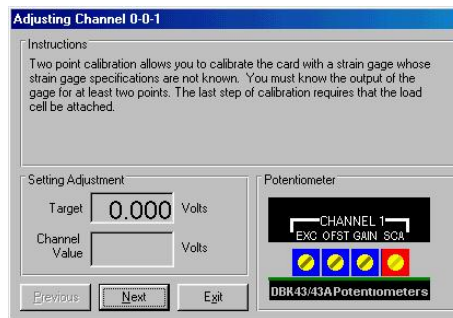 Adjusting Channel 0-0-1
Instructions
Two point calibration allows you to calibrate the card with a strain gage whose
strain gage specifications are not known. You must know the output of the
gage for at least two points. The last step of calibration requires that the load
cell be attached.
Setting Adjustment
Target 0.000 Volts
Channel Value Volts
Previous Next Exit
Potentiometer
CHANNEL 1
EXC OFST GAIN SCA
DBK43/43A Potentiometers